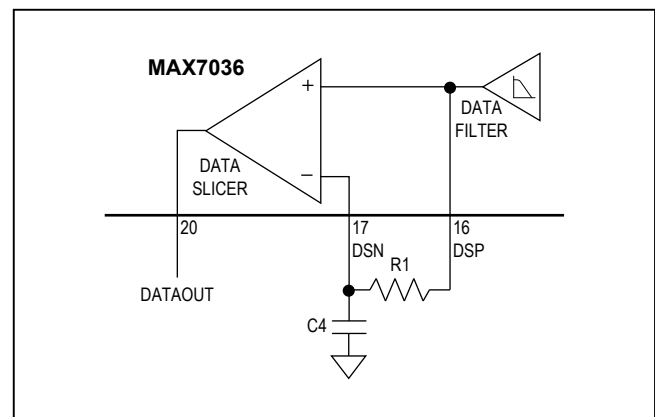 MAX7036
+
DATA
FILTER
DATA
SLICER
−
20
17
16
DSN
DSP
R1
DATAOUT
C4